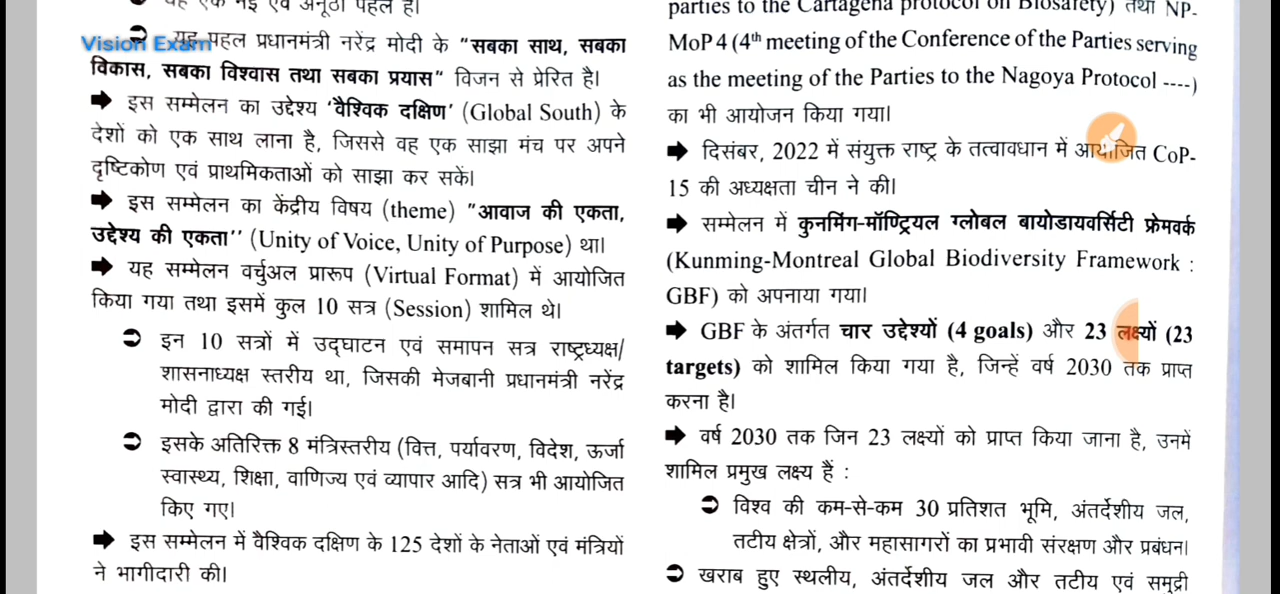 यह एक नई एवं अनूठी पहल है।
Vision Exam
यह पहल प्रधानमंत्री नरेंद्र मोदी के "सबका साथ, सबका
विकास, सबका विश्वास तथा सबका प्रयास" विजन से प्रेरित है।
इस सम्मेलन का उद्देश्य 'वैश्विक दक्षिण' (Global South) के
देशों को एक साथ लाना है, जिससे वह एक साझा मंच पर अपने
दृष्टिकोण एवं प्राथमिकताओं को साझा कर सकें।
इस सम्मेलन का केंद्रीय विषय (theme) "आवाज की एकता,
उद्देश्य की एकता'' (Unity of Voice, Unity of Purpose) था।
यह सम्मेलन वर्चुअल प्रारूप (Virtual Format) में आयोजित
किया गया तथा इसमें कुल 10 सत्र (Session) शामिल थे।
इन 10 सत्रों में उद्घाटन एवं समापन सत्र राष्ट्रध्यक्ष/
शासनाध्यक्ष स्तरीय था, जिसकी मेजबानी प्रधानमंत्री नरेंद्र
मोदी द्वारा की गई।
इसके अतिरिक्त 8 मंत्रिस्तरीय (वित्त, पर्यावरण, विदेश, ऊर्जा
स्वास्थ्य, शिक्षा, वाणिज्य एवं व्यापार आदि) सत्र भी आयोजित
किए गए।
इस सम्मेलन में वैश्विक दक्षिण के 125 देशों के नेताओं एवं मंत्रियों
ने भागीदारी की।
parties to the Cartagena protocol on Biosafety) तथा NP-
MoP 4 (4th meeting of the Conference of the Parties serving
as the meeting of the Parties to the Nagoya Protocol ----)
का भी आयोजन किया गया।
दिसंबर, 2022 में संयुक्त राष्ट्र के तत्वावधान में आयोजित CoP-
15 की अध्यक्षता चीन ने की।
सम्मेलन में कुनमिंग-मॉण्ट्रियल ग्लोबल बायोडायवर्सिटी फ्रेमवर्क
(Kunming-Montreal Global Biodiversity Framework :
GBF) को अपनाया गया।
GBF के अंतर्गत चार उद्देश्यों (4 goals) और 23 लक्ष्यों (23
targets) को शामिल किया गया है, जिन्हें वर्ष 2030 तक प्राप्त
करना है।
वर्ष 2030 तक जिन 23 लक्ष्यों को प्राप्त किया जाना है, उनमें
शामिल प्रमुख लक्ष्य हैं :
विश्व की कम-से-कम 30 प्रतिशत भूमि, अंतर्देशीय जल,
तटीय क्षेत्रों, और महासागरों का प्रभावी संरक्षण और प्रबंधन।
खराब हुए स्थलीय, अंतर्देशीय जल और तटीय एवं समुद्री